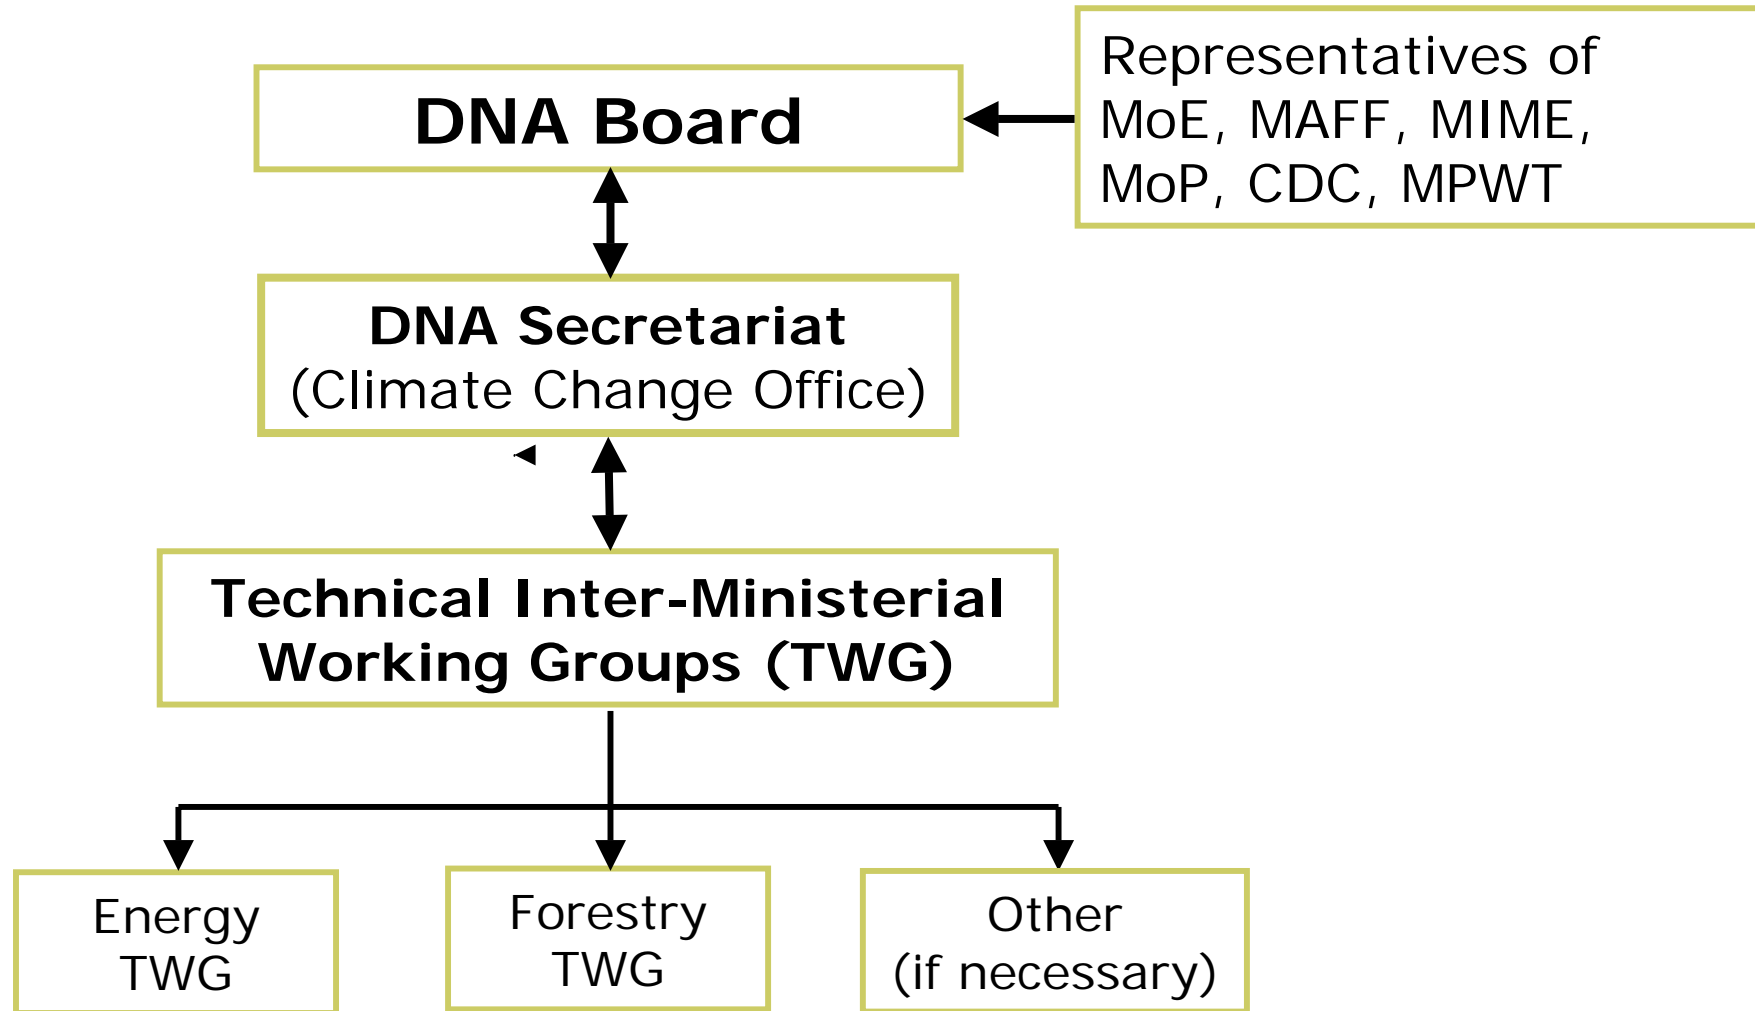 DNA Board
Representatives of
MoE, MAFF, MIME,
MoP, CDC, MPWT
DNA Secretariat
(Climate Change Office)
Technical Inter-Ministerial
Working Groups (TWG)
Energy
TWG
Forestry
TWG
Other
(if necessary)